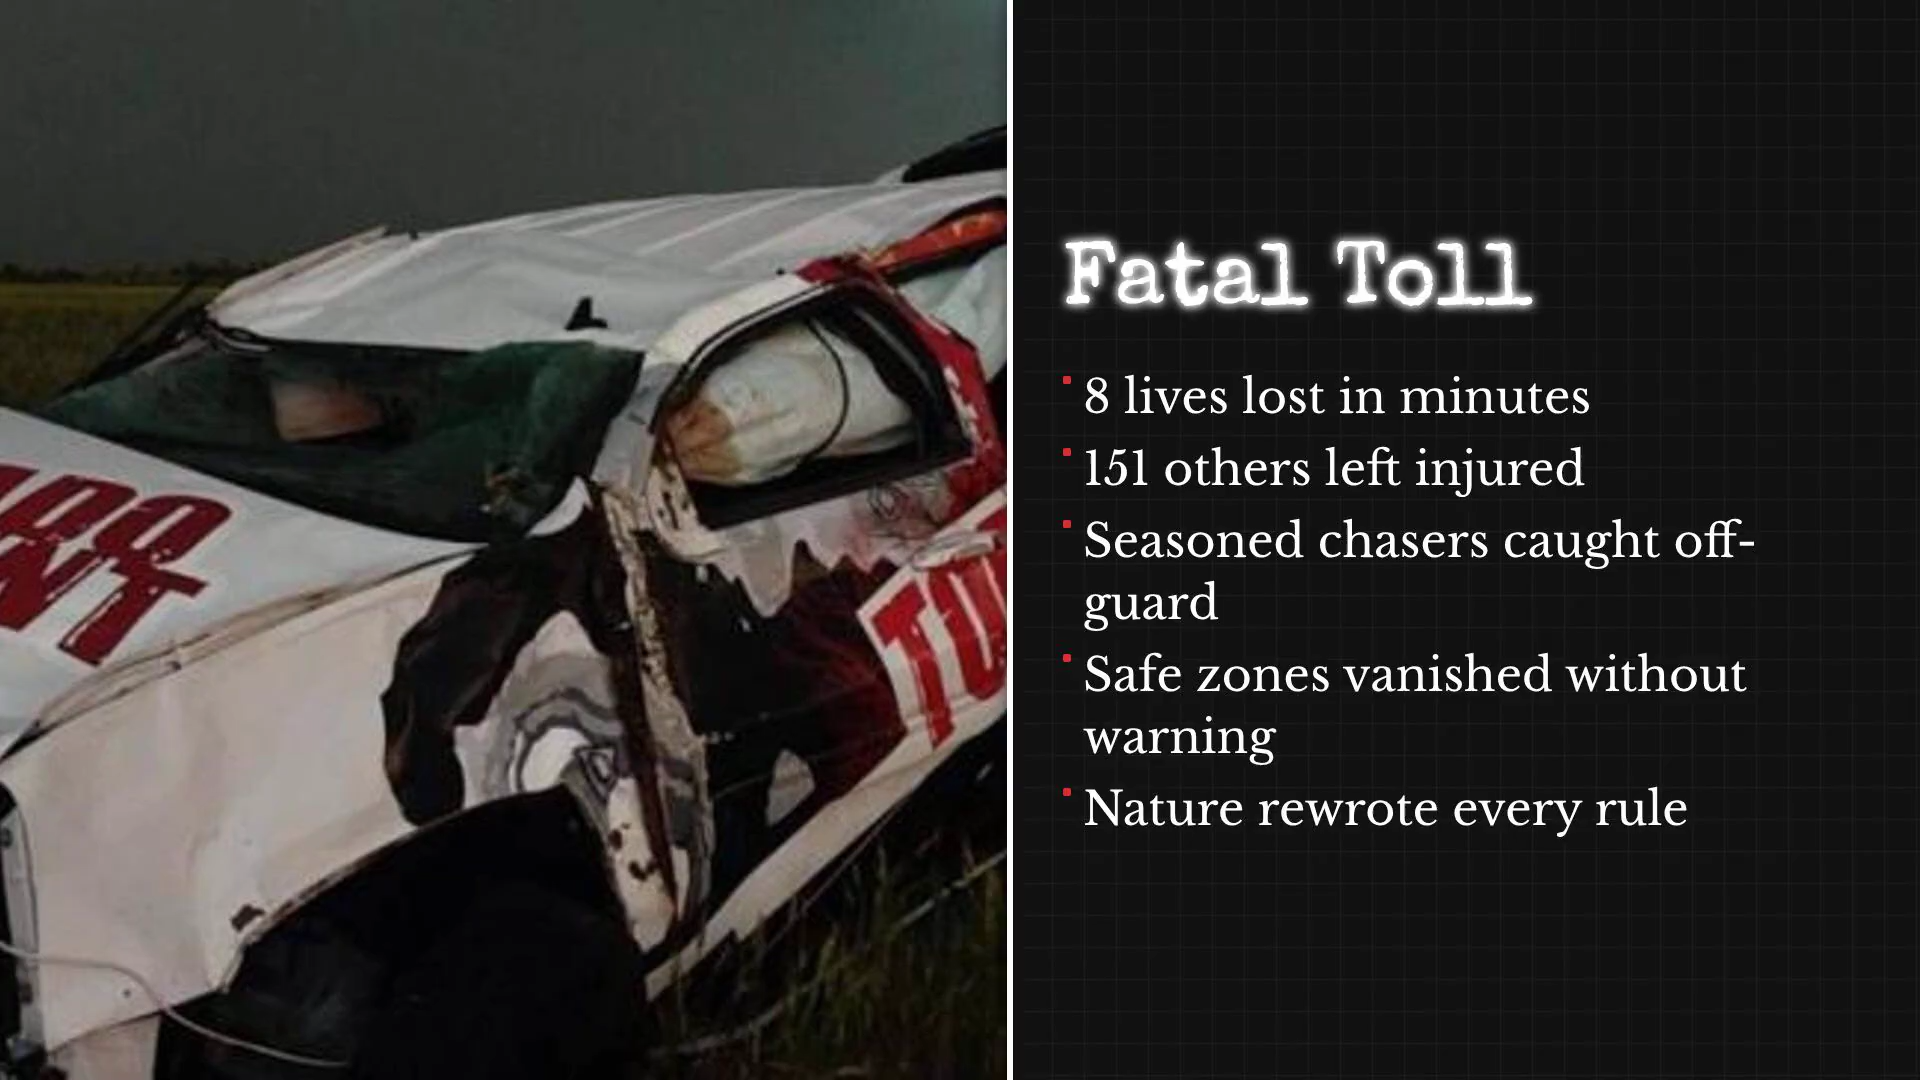 Fatal Toll
8 lives lost in minutes
151 others left injured
Seasoned chasers caught off-
guard
Safe zones vanished without
warning
Nature rewrote every rule